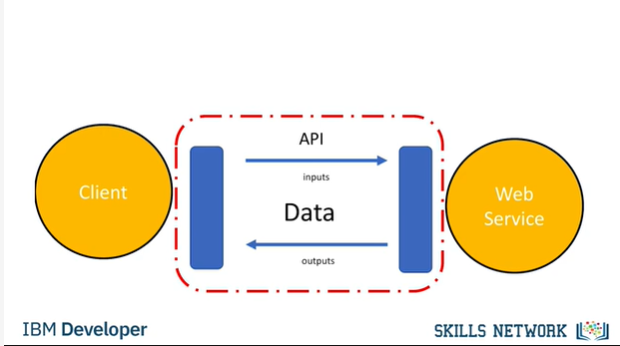 API
inputs
Client
Data
Web
Service
outputs
IBM Developer
SKILLS NETWORK